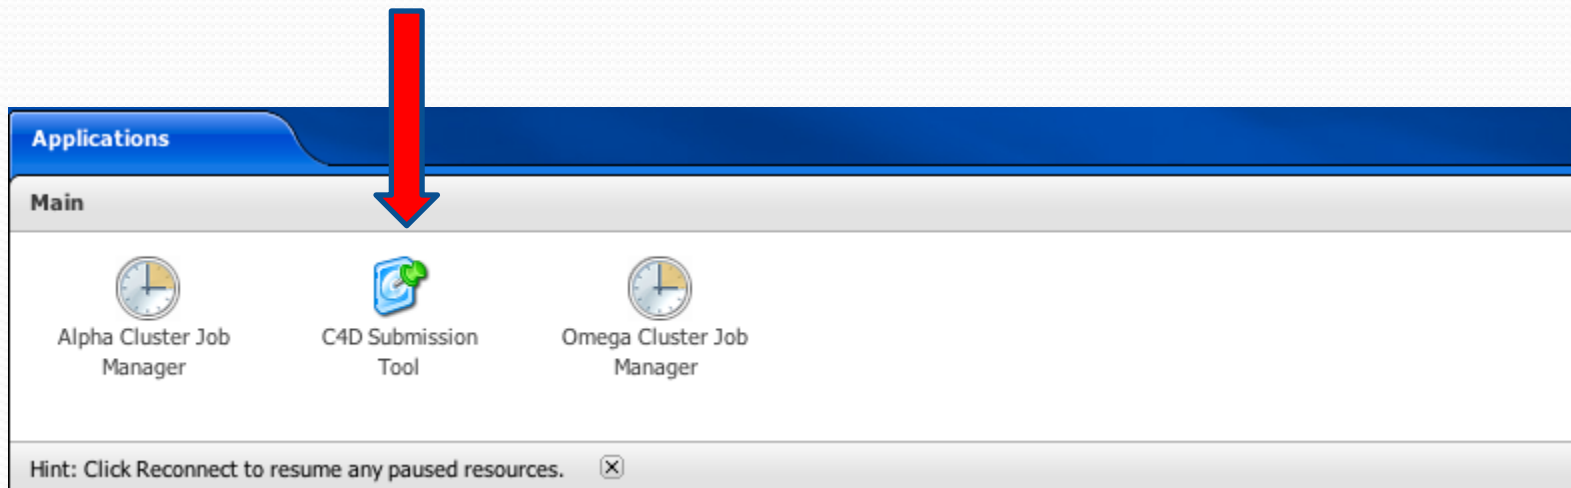 Applications
Main
Alpha Cluster Job
Manager
C4D Submission
Tool
Omega Cluster Job
Manager
Hint: Click Reconnect to resume any paused resources.